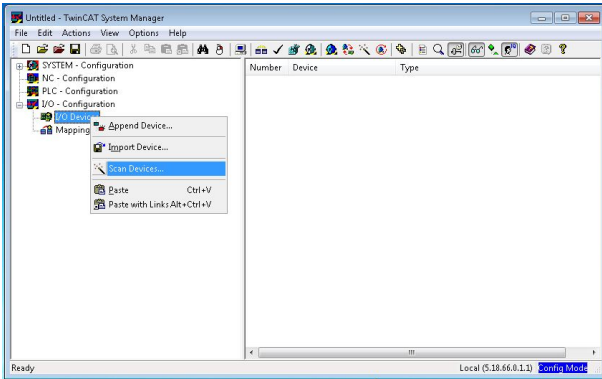 Untitled - TwinCAT System Manager
File Edit Actions View Options Help
SYSTEM - Configuration
NC - Configuration
PLC - Configuration
I/O - Configuration
I/O Devices
Mapping
Append Device...
Import Device...
Scan Devices...
Paste Ctrl+V
Paste with Links Alt+Ctrl+V
Number Device Type
Ready Local (5.18.66.0.1.1) Config Mode